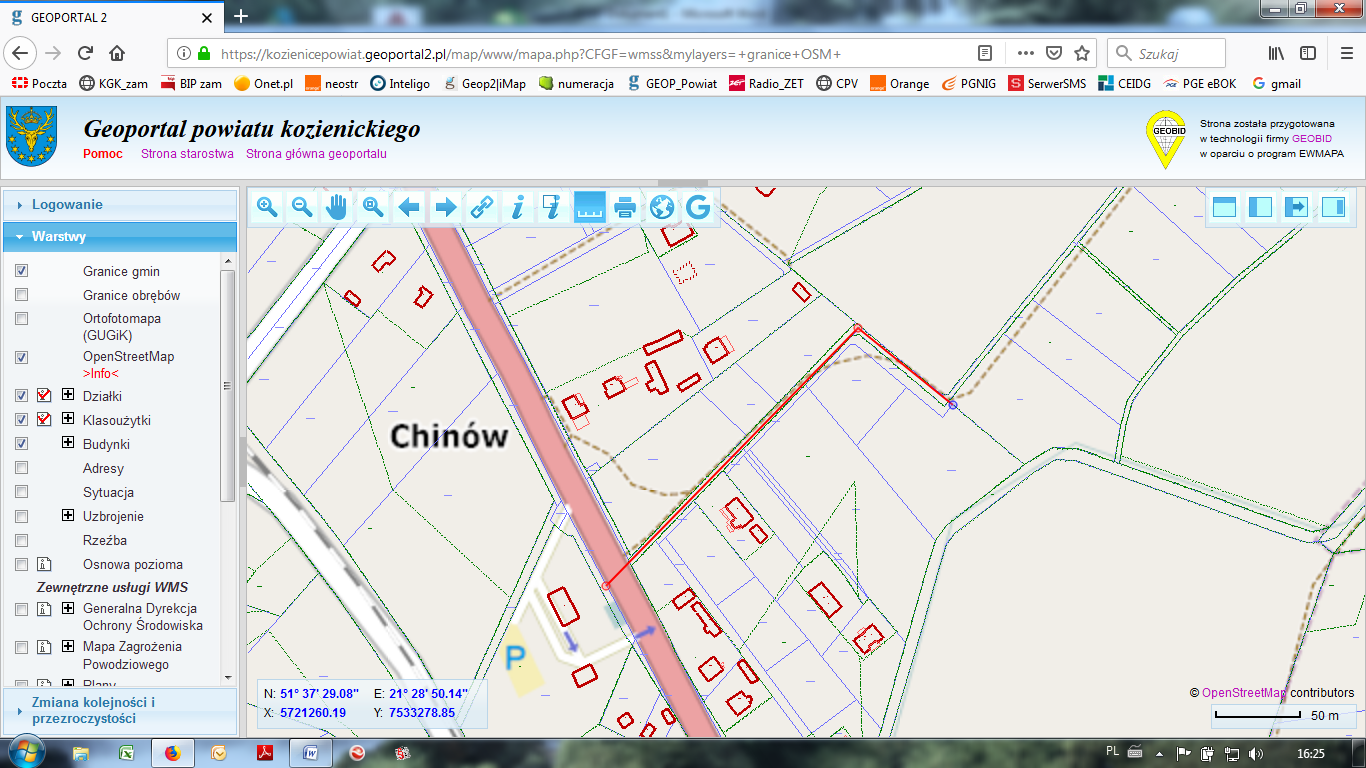 GEOPORTAL 2
https://kozienicepowiat.geoportal2.pl/map/www/mapa.php?CFGF=wmss&mylayers=+granice+OSM+
Szukaj
Poczta KGK_zam BIP zam Onet.pl neostr Inteligo Geop2|iMap numeracja GEOP_Powiat Radio_ZET CPV Orange PGNIG SerwerSMS CEIDG PGE eBOK gmail
Geoportal powiatu kozienickiego
Pomoc Strona starostwa Strona główna geoportalu
GEOBID
Strona została przygotowana
w technologii firmy GEOBID
w oparciu o program EWMAPA
Logowanie
Warstwy
Granice gmin
Granice obrębów
Ortofotomapa
(GUGiK)
OpenStreetMap
>Info<
Działki
Klasoużytki
Budynki
Adresy
Sytuacja
Uzbrojenie
Rzeźba
Osnowa pozioma
Zewnętrzne usługi WMS
Generalna Dyrekcja
Ochrony Środowiska
Mapa Zagrożenia
Powodziowego
Plany
Zmiana kolejności i
przezroczystości
Chinów
P
N: 51° 37' 29.08" E: 21° 28' 50.14"
X: 5721260.19 Y: 7533278.85
© OpenStreetMap contributors
50 m
PL
16:25